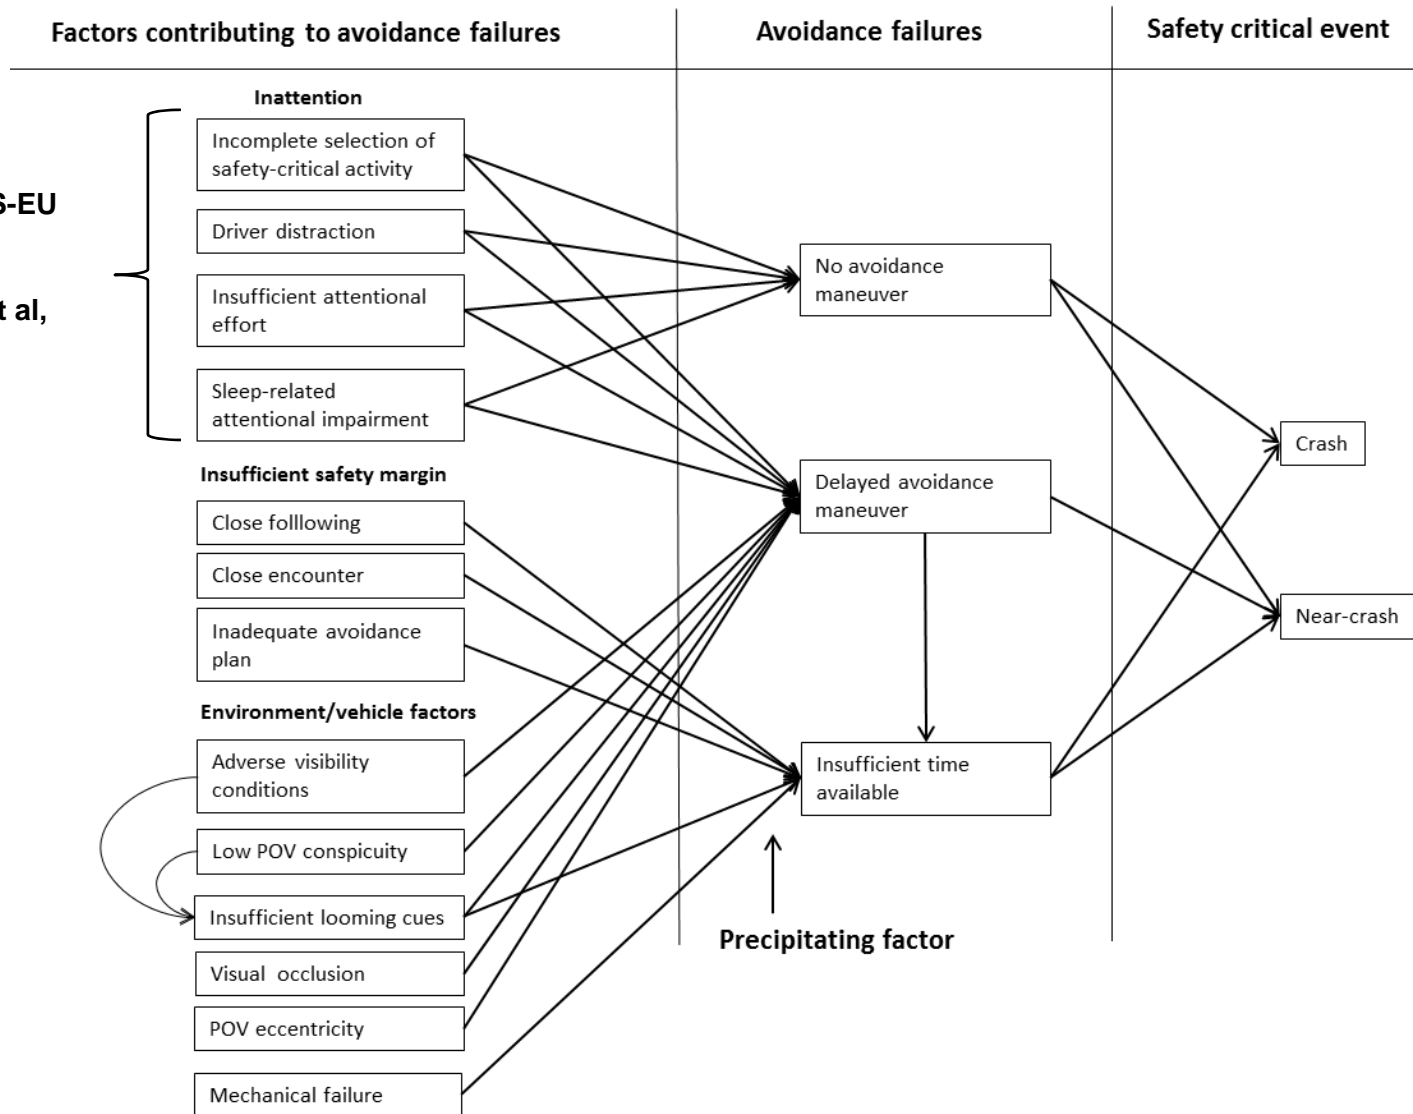 Factors contributing to avoidance failures
Avoidance failures
Safety critical event
Inattention
Incomplete selection of
safety-critical activity
S-EU
Driver distraction
Insufficient attentional
effort
t al,
Sleep-related
attentional impairment
Insufficient safety margin
Close folllowing
Close encounter
Inadequate avoidance
plan
Environment/vehicle factors
Adverse visibility
conditions
Low POV conspicuity
Insufficient looming cues
Visual occlusion
POV eccentricity
Mechanical failure
No avoidance
maneuver
Delayed avoidance
maneuver
Insufficient time
available
Precipitating factor
Crash
Near-crash